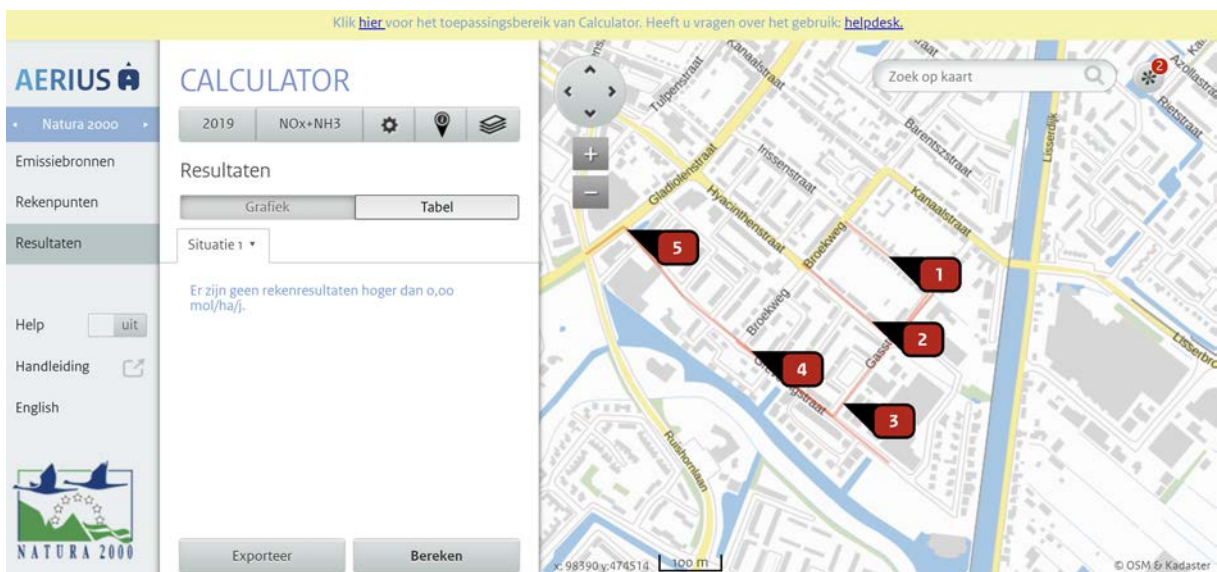 Klik hier voor het toepassingsbereik van Calculator. Heeft u vragen over het gebruik: helpdesk.
AERIUS
Natura 2000
Emissiebronnen
Rekenpunten
Resultaten
Help
uit
Handleiding
English
NATURA 2000
CALCULATOR
2019
NOx+NH3
Resultaten
Grafiek
Tabel
Situatie 1
Er zijn geen rekenresultaten hoger dan 0,00
mol/ha/j.
Exporteer
Bereken
Zoek op kaart
2
Kanaalstraat
Tulpenstraat
Azollastra
Rietstraat
Lisserdijk
Barentszstraat
Irissenstraat
Gladiolenstraat
Hyacinthenstraat
Broekweg
Kanaalstraat
5
1
Broekweg
2
4
3
Lisserbro
Ruishornlaan
x: 98390 y:474514
100 m
© OSM & Kadaster